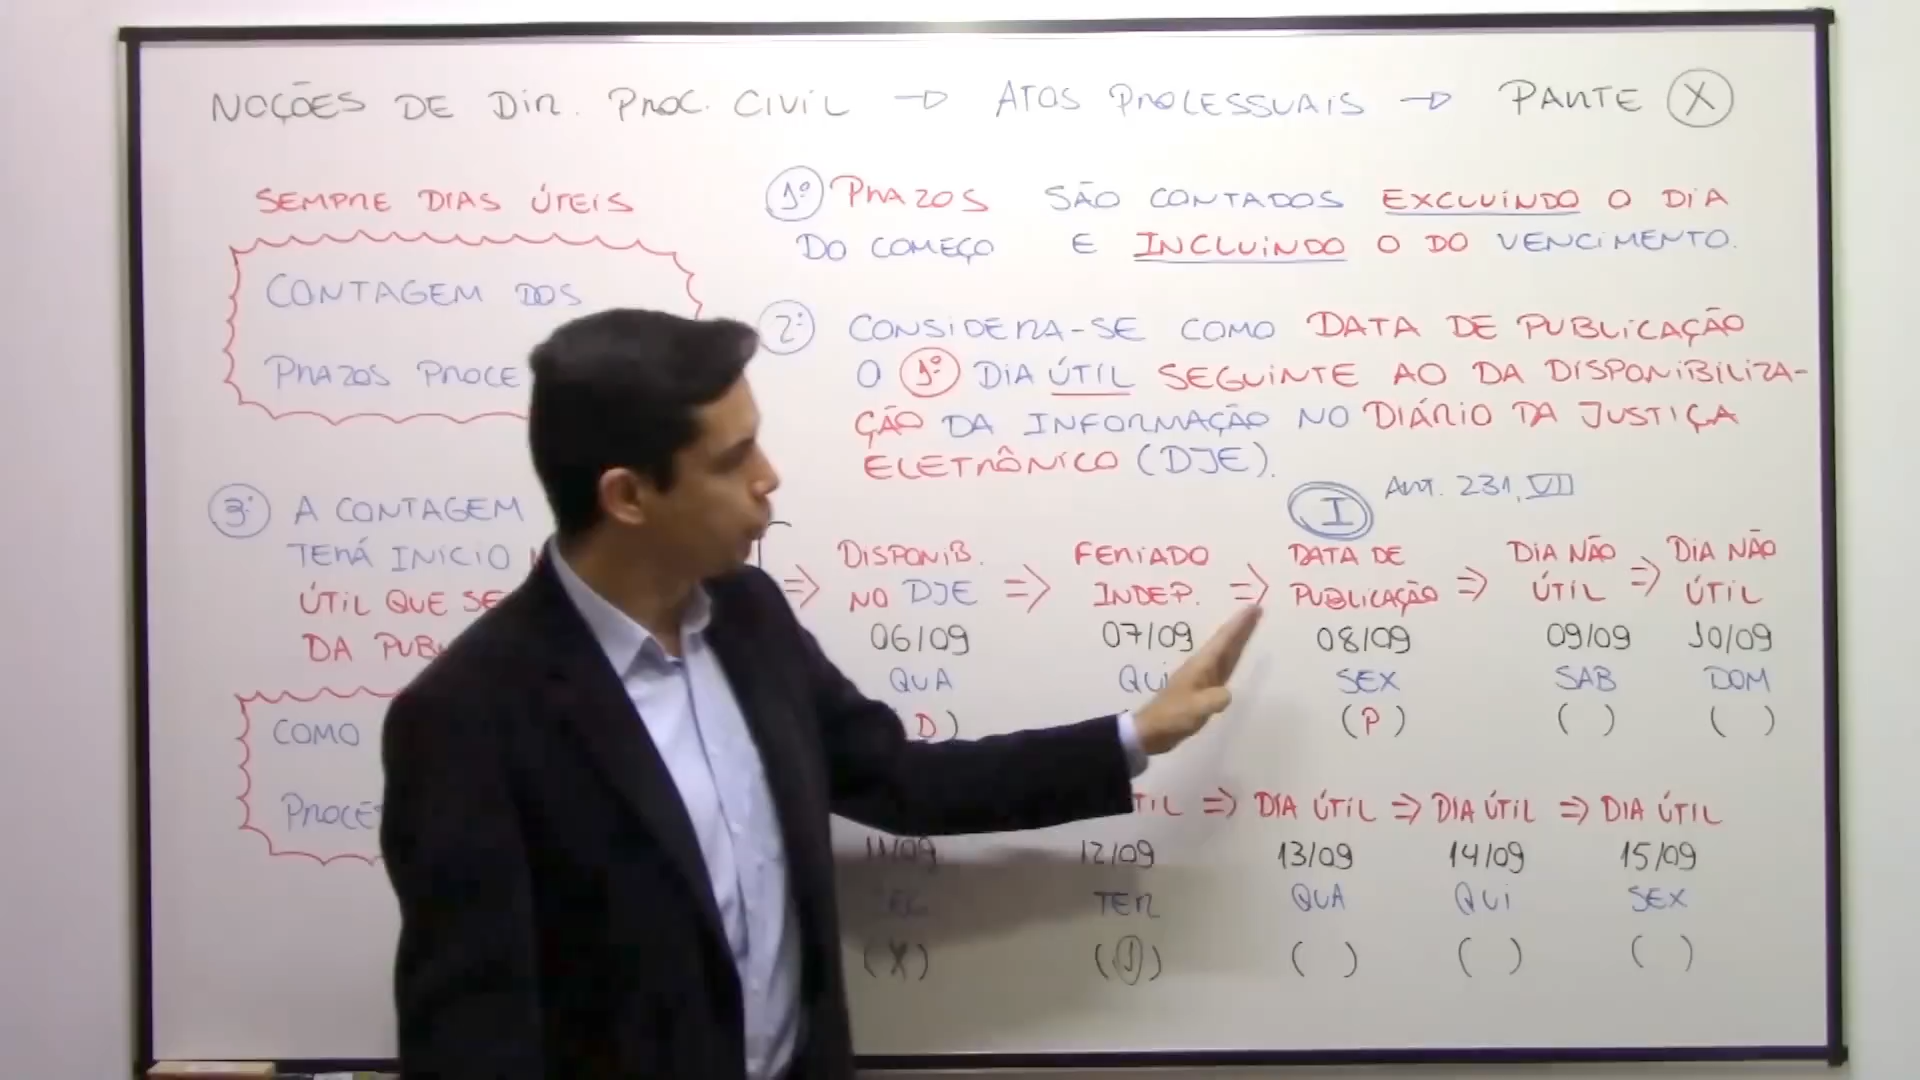 NOÇÕES DE DIR. PROC. CIVIL → ATOS PROCESSUAIS → PARTE X
SEMPRE DIAS ÚTEIS
CONTAGEM DOS
PRAZOS PROCE
1º PRAZOS SÃO CONTADOS EXCLUINDO O DIA
DO COMEÇO E INCLUINDO O DO VENCIMENTO.
2º CONSIDERA-SE COMO DATA DE PUBLICAÇÃO
O 1º DIA ÚTIL SEGUINTE AO DA DISPONIBILIZA-
ÇÃO DA INFORMAÇÃO NO DIÁRIO DA JUSTIÇA
ELETRÔNICO (DJE).
3º A CONTAGEM
TERÁ INICIO
ÚTIL QUE SE
DA PUB
COMO
PROCE
I ART. 231, VII
⇒ DISPONIB. ⇒ FERIADO ⇒ DATA DE ⇒ DIA NÃO ⇒ DIA NÃO
NO DJE INDEP. PUBLICAÇÃO ÚTIL ÚTIL
06/09 07/09 08/09 09/09 10/09
QUA QUI SEX SAB DOM
D) (P) ( ) ( )
TIL ⇒ DIA ÚTIL ⇒ DIA ÚTIL ⇒ DIA ÚTIL
11/09 12/09 13/09 14/09 15/09
SEG TER QUA QUI SEX
(X) (1) ( ) ( ) ( )